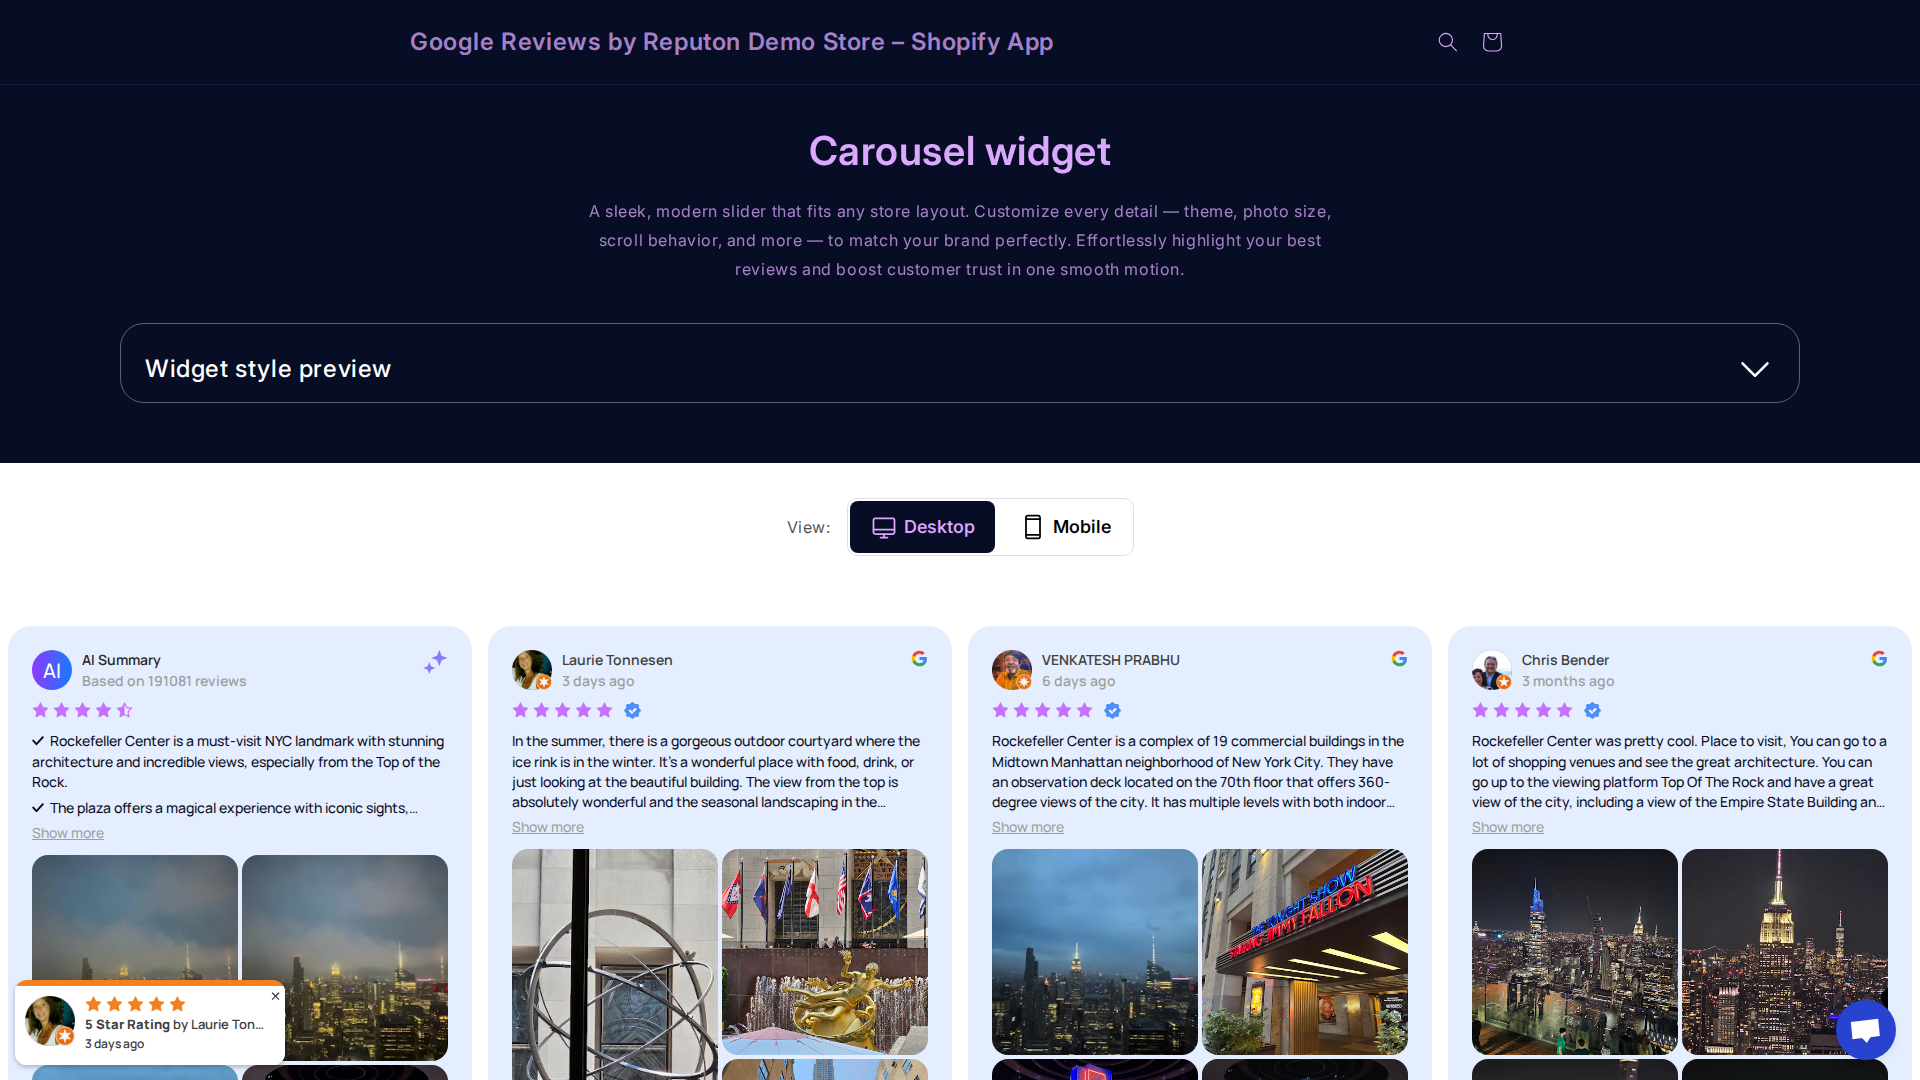 Google Reviews by Reputon Demo Store – Shopify App
Carousel widget
A sleek, modern slider that fits any store layout. Customize every detail — theme, photo size,
scroll behavior, and more — to match your brand perfectly. Effortlessly highlight your best
reviews and boost customer trust in one smooth motion.
Widget style preview
View:
Desktop
Mobile
AI
AI Summary
Based on 191081 reviews
Rockefeller Center is a must-visit NYC landmark with stunning
architecture and incredible views, especially from the Top of the
Rock.
The plaza offers a magical experience with iconic sights,...
Show more
Laurie Tonnesen
3 days ago
In the summer, there is a gorgeous outdoor courtyard where the
ice rink is in the winter. It's a wonderful place with food, drink, or
just looking at the beautiful building. The view from the top is
absolutely wonderful and the seasonal landscaping in the...
Show more
VENKATESH PRABHU
6 days ago
Rockefeller Center is a complex of 19 commercial buildings in the
Midtown Manhattan neighborhood of New York City. They have
an observation deck located on the 70th floor that offers 360-
degree views of the city. It has multiple levels with both indoor...
Show more
TONIGHT SHOW
STARRING JIMMY FALLON
Chris Bender
3 months ago
Rockefeller Center was pretty cool. Place to visit, You can go to a
lot of shopping venues and see the great architecture. You can
go up to the viewing platform Top Of The Rock and have a great
view of the city, including a view of the Empire State Building an...
Show more
5 Star Rating by Laurie Ton...
3 days ago